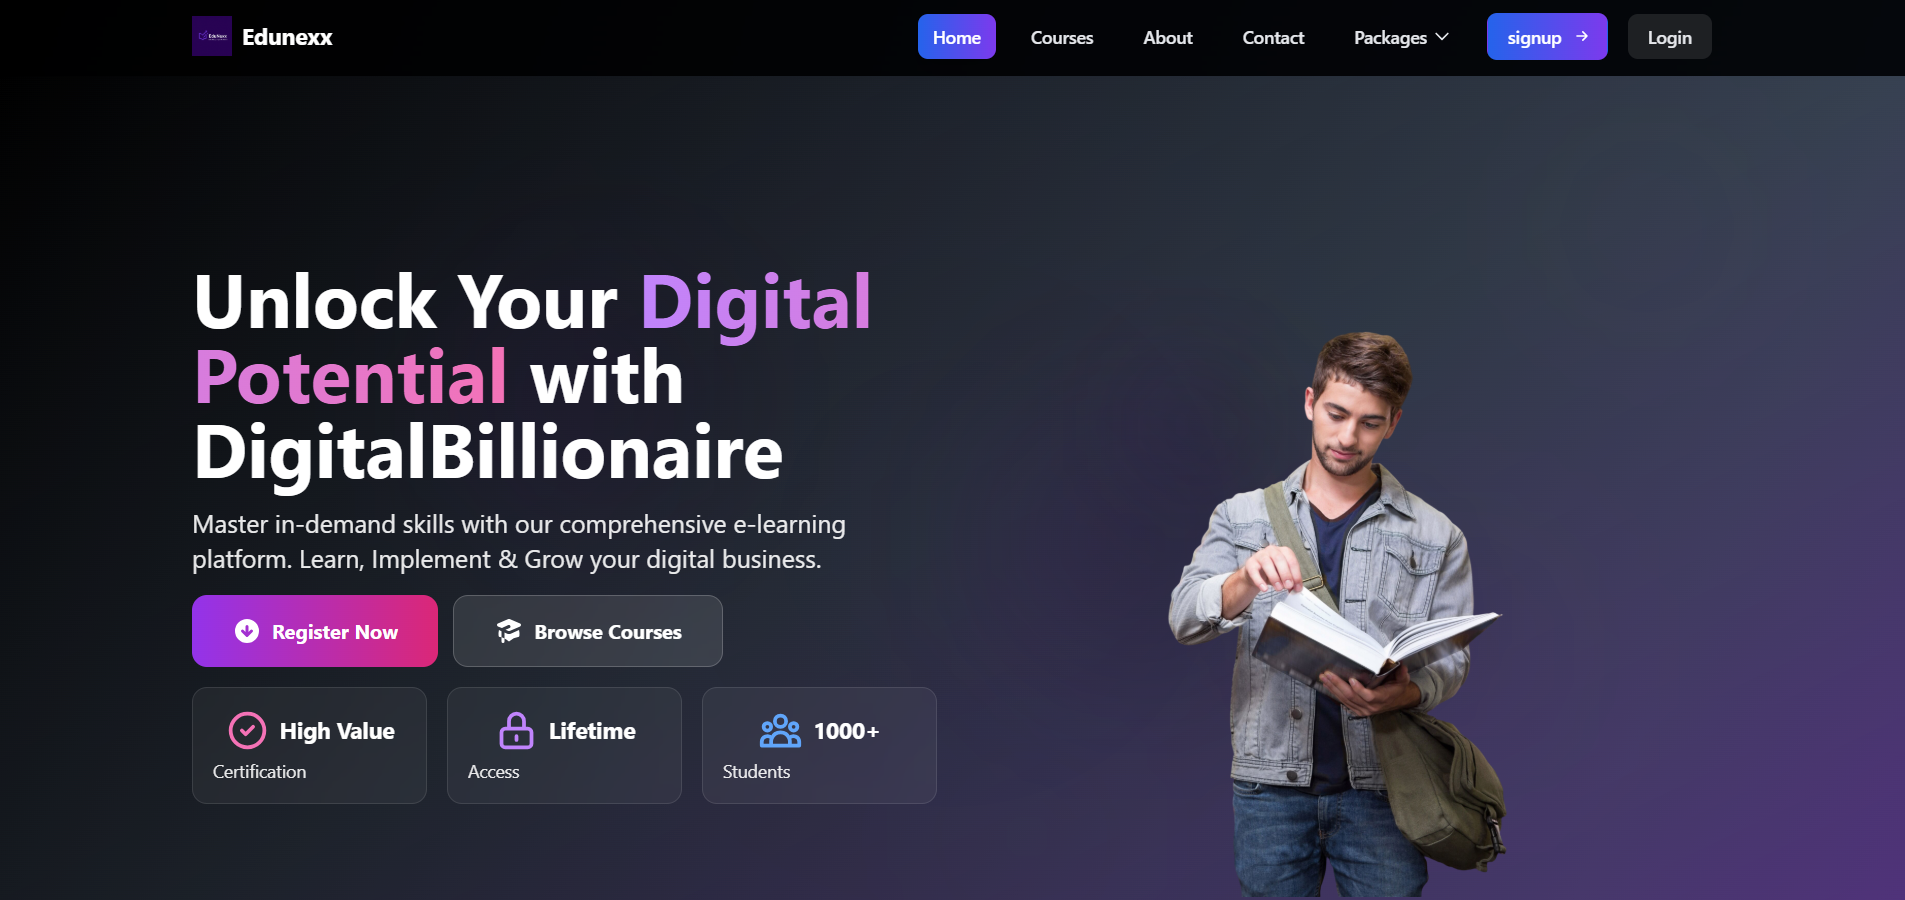 Edunexx
Home
Courses
About
Contact
Packages
signup
Login
Unlock Your Digital
Potential with
DigitalBillionaire
Master in-demand skills with our comprehensive e-learning
platform. Learn, Implement & Grow your digital business.
Register Now
Browse Courses
High Value
Certification
Lifetime
Access
1000+
Students